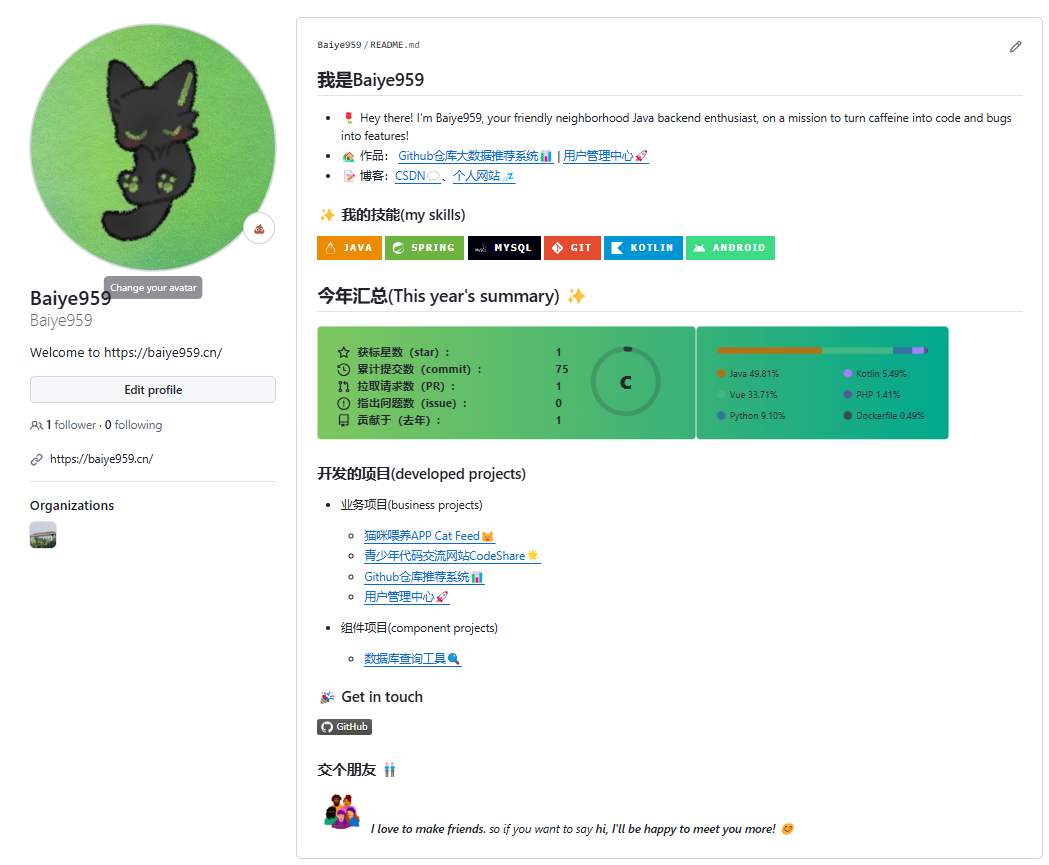 Change your avatar
Baiye959
Baiye959
Welcome to https://baiye959.cn/
Edit profile
1 follower · 0 following
https://baiye959.cn/
Organizations
Baiye959/README.md
我是Baiye959
Hey there! I'm Baiye959, your friendly neighborhood Java backend enthusiast, on a mission to turn caffeine into code and bugs
into features!
作品： Github仓库大数据推荐系统 | 用户管理中心
博客：CSDN、个人网站
我的技能(my skills)
JAVA SPRING MYSQL GIT KOTLIN ANDROID
今年汇总(This year's summary)
获标星数（star）: 1
累计提交数（commit）: 75
拉取请求数（PR）: 1
指出问题数（issue）: 0
贡献于（去年）: 1
C
Java 49.81% Kotlin 5.49%
Vue 33.71% PHP 1.41%
Python 9.10% Dockerfile 0.49%
开发的项目(developed projects)
业务项目(business projects)
猫咪喂养APP Cat Feed
青少年代码交流网站CodeShare
Github仓库推荐系统
用户管理中心
组件项目(component projects)
数据库查询工具
Get in touch
GitHub
交个朋友
I love to make friends. so if you want to say hi, I'll be happy to meet you more!